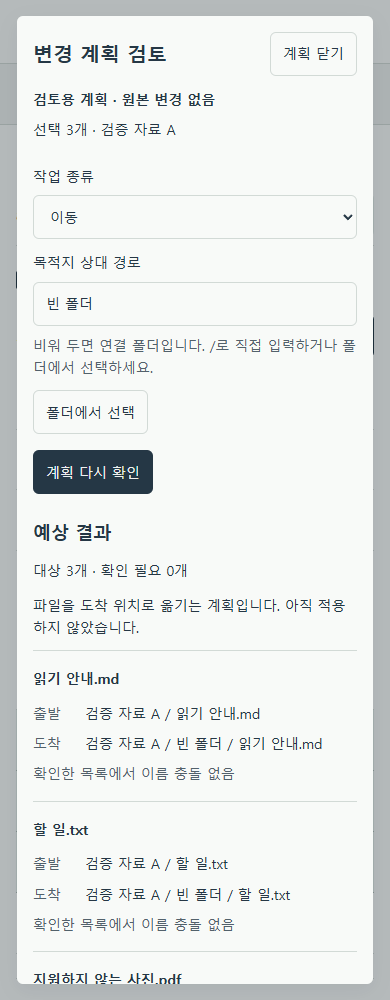 변경 계획 검토
계획 닫기
검토용 계획 · 원본 변경 없음
선택 3개 · 검증 자료 A
작업 종류
이동
목적지 상대 경로
빈 폴더
비워 두면 연결 폴더입니다. /로 직접 입력하거나 폴
더에서 선택하세요.
폴더에서 선택
계획 다시 확인
예상 결과
대상 3개 · 확인 필요 0개
파일을 도착 위치로 옮기는 계획입니다. 아직 적용
하지 않았습니다.
읽기 안내.md
출발 검증 자료 A / 읽기 안내.md
도착 검증 자료 A / 빈 폴더 / 읽기 안내.md
확인한 목록에서 이름 충돌 없음
할 일.txt
출발 검증 자료 A / 할 일.txt
도착 검증 자료 A / 빈 폴더 / 할 일.txt
확인한 목록에서 이름 충돌 없음
지원하지 않는 사진.pdf